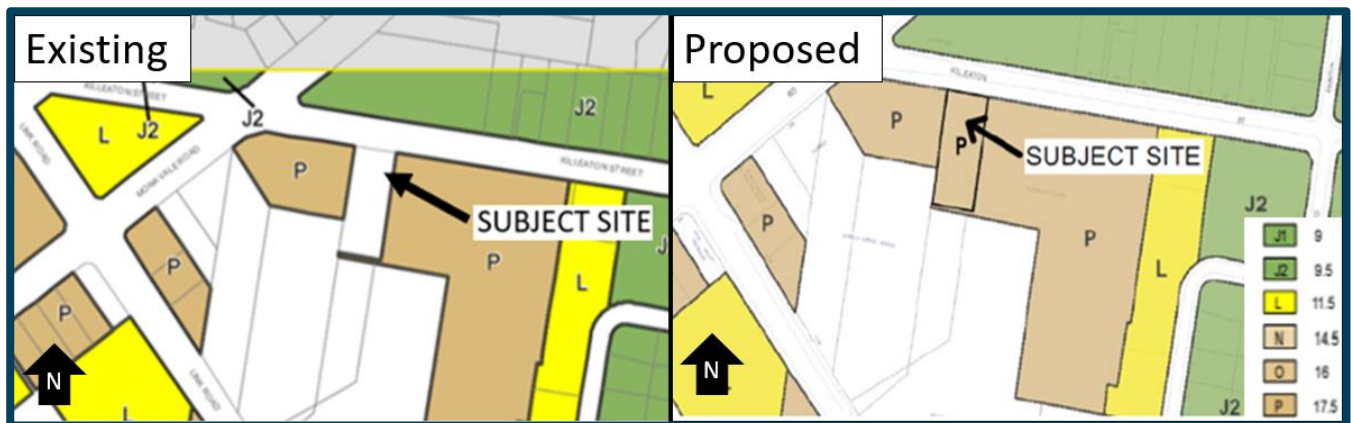 Existing
KILLEATON STREET
L
J2
J2
J2
LINK ROAD
MONA VALE ROAD
P
KILLEATON STREET
SUBJECT SITE
P
J
P
L
P
LINK ROAD
N
L
Proposed
L
KILLEATON
ST
P
P
SUBJECT SITE
P
P
L
J2
J2
N
J1 9
J2 9.5
L 11.5
N 14.5
O 16
P 17.5